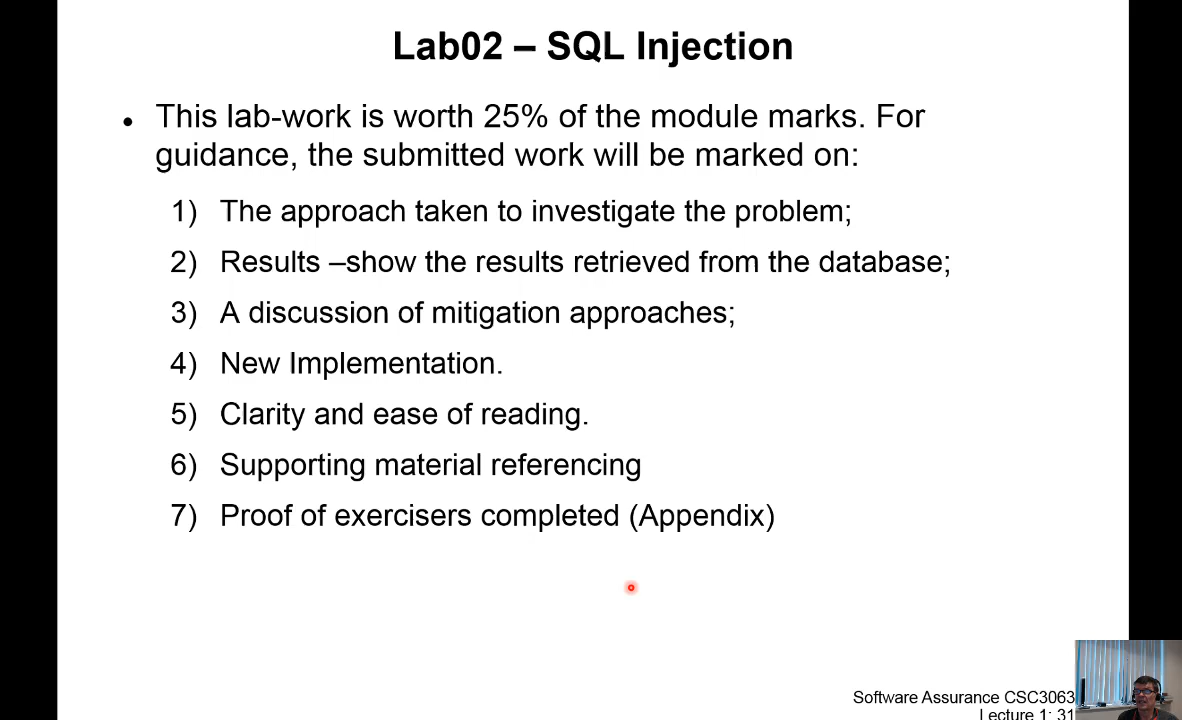 Lab02 – SQL Injection
• This lab-work is worth 25% of the module marks. For
guidance, the submitted work will be marked on:
1) The approach taken to investigate the problem;
2) Results –show the results retrieved from the database;
3) A discussion of mitigation approaches;
4) New Implementation.
5) Clarity and ease of reading.
6) Supporting material referencing
7) Proof of exercisers completed (Appendix)
Software Assurance CSC3063
Lecture 1: 31